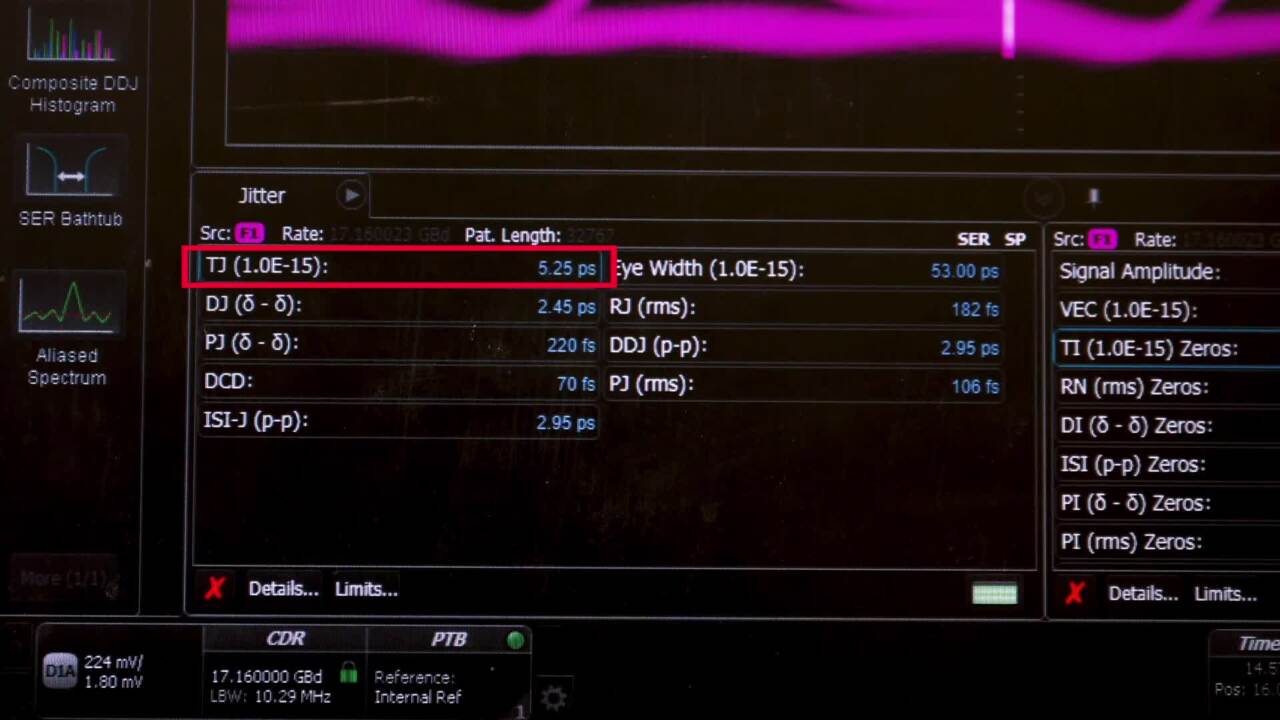 Composite DDJ
Histogram
SER Bathtub
Aliased
Spectrum
More (1/1)
Jitter
Src: F1 Rate: 17.160023 GBd Pat. Length: 32767
SER SP
TJ (1.0E-15): 5.25 ps Eye Width (1.0E-15): 53.00 ps
DJ (δ - δ): 2.45 ps RJ (rms): 182 fs
PJ (δ - δ): 220 fs DDJ (p-p): 2.95 ps
DCD: 70 fs PJ (rms): 106 fs
ISI-J (p-p): 2.95 ps
Details... Limits...
Src: F1 Rate: 17.160023
Signal Amplitude:
VEC (1.0E-15):
TI (1.0E-15) Zeros:
RN (rms) Zeros:
DI (δ - δ) Zeros:
ISI (p-p) Zeros:
PI (δ - δ) Zeros:
PI (rms) Zeros:
Details... Limits...
D1A 224 mV/
1.80 mV
CDR
17.160000 GBd
LBW: 10.29 MHz
PTB
Reference:
Internal Ref
1
Time
Pos: 16.